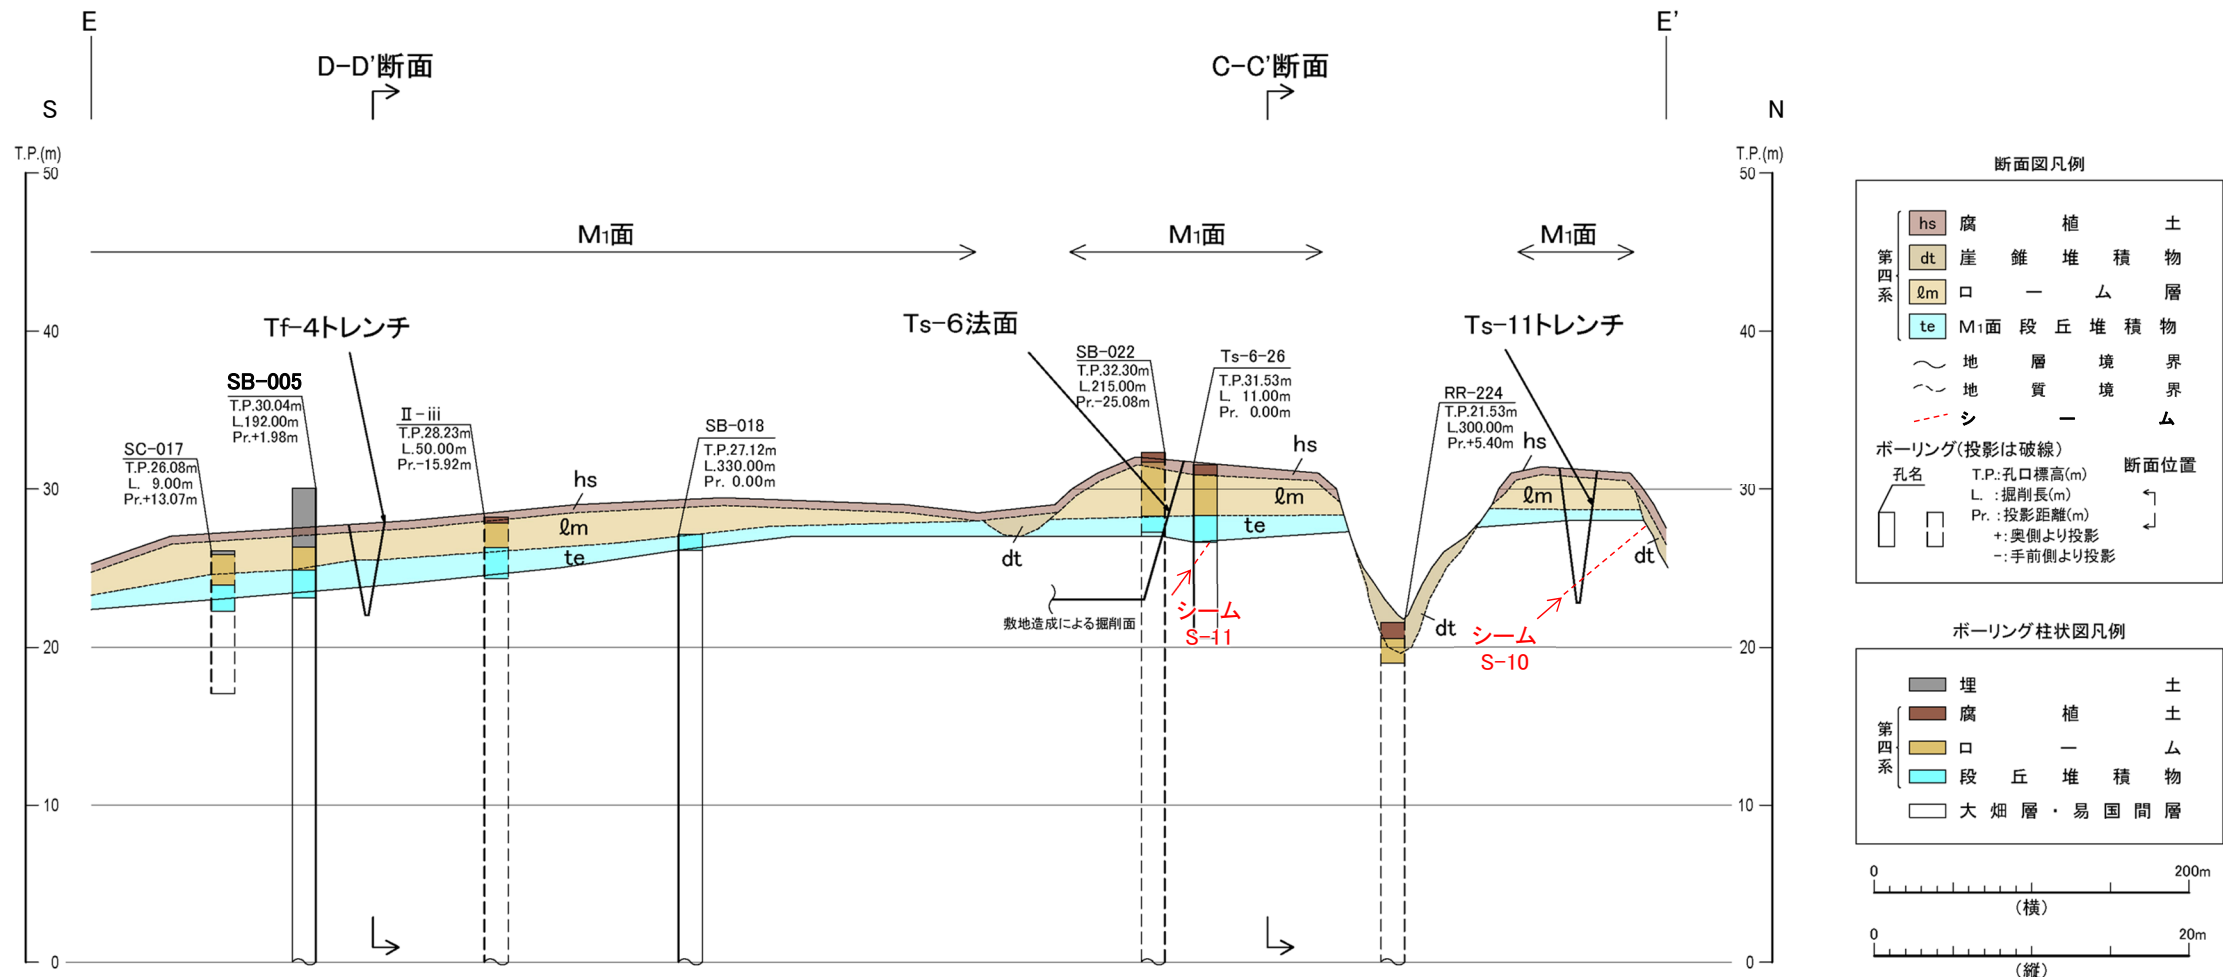 E
E'
D-D'断面
C-C'断面
S
N
T.P.(m)
T.P.(m)
50
50
M1面
M1面
M1面
40
40
Tf-4トレンチ
Ts-6法面
Ts-11トレンチ
SB-005
T.P.30.04m
L.192.00m
Pr.+1.98m
SC-017
T.P.26.08m
L. 9.00m
Pr.+13.07m
Ⅱ-iii
T.P.28.23m
L.50.00m
Pr.-15.92m
SB-018
T.P.27.12m
L.330.00m
Pr. 0.00m
SB-022
T.P.32.30m
L.215.00m
Pr.-25.08m
Ts-6-26
T.P.31.53m
L. 11.00m
Pr. 0.00m
RR-224
T.P.21.53m
L.300.00m
Pr.+5.40m
hs
ℓm
te
dt
hs
ℓm
te
dt
hs
ℓm
dt
30
30
敷地造成による掘削面
シーム
S-11
シーム
S-10
20
20
10
10
0
0
断面図凡例
第四系
hs 腐植土
dt 崖錐堆積物
ℓm ローム層
te M1面段丘堆積物
地層境界
地質境界
シーム
ボーリング(投影は破線)
孔名
T.P.:孔口標高(m)
L. :掘削長(m)
Pr. :投影距離(m)
+:奥側より投影
-:手前側より投影
断面位置
ボーリング柱状図凡例
埋土
第四系
腐植土
ローム
段丘堆積物
大畑層・易国間層
0 200m
(横)
0 20m
(縦)